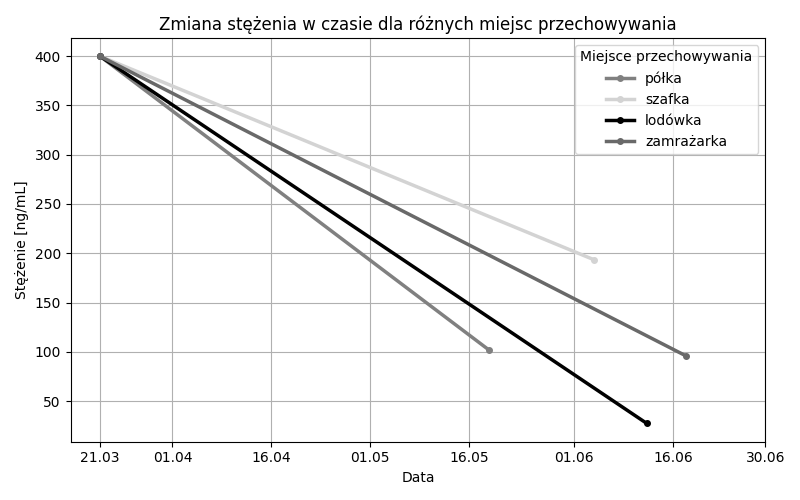 Zmiana stężenia w czasie dla różnych miejsc przechowywania
Stężenie [ng/mL]
400
350
300
250
200
150
100
50
Miejsce przechowywania
półka
szafka
lodówka
zamrażarka
21.03 01.04 16.04 01.05 16.05 01.06 16.06 30.06
Data